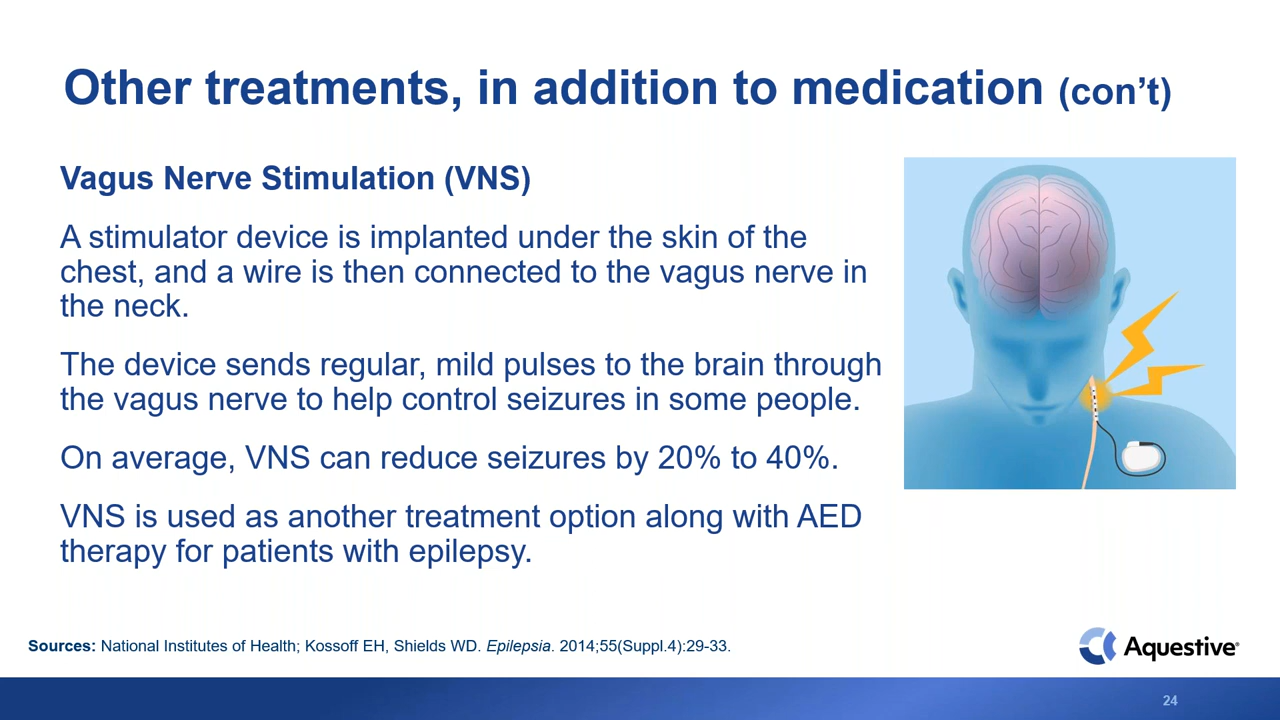 Other treatments, in addition to medication (con’t)
Vagus Nerve Stimulation (VNS)
A stimulator device is implanted under the skin of the
chest, and a wire is then connected to the vagus nerve in
the neck.
The device sends regular, mild pulses to the brain through
the vagus nerve to help control seizures in some people.
On average, VNS can reduce seizures by 20% to 40%.
VNS is used as another treatment option along with AED
therapy for patients with epilepsy.
Sources: National Institutes of Health; Kossoff EH, Shields WD. Epilepsia. 2014;55(Suppl.4):29-33.
Aquestive®
24